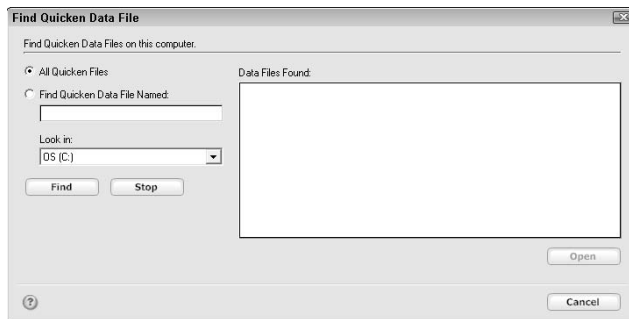 Find Quicken Data File
Find Quicken Data Files on this computer.
All Quicken Files
Find Quicken Data File Named:
Look in:
OS (C:)
Find Stop
Data Files Found:
Open
? Cancel